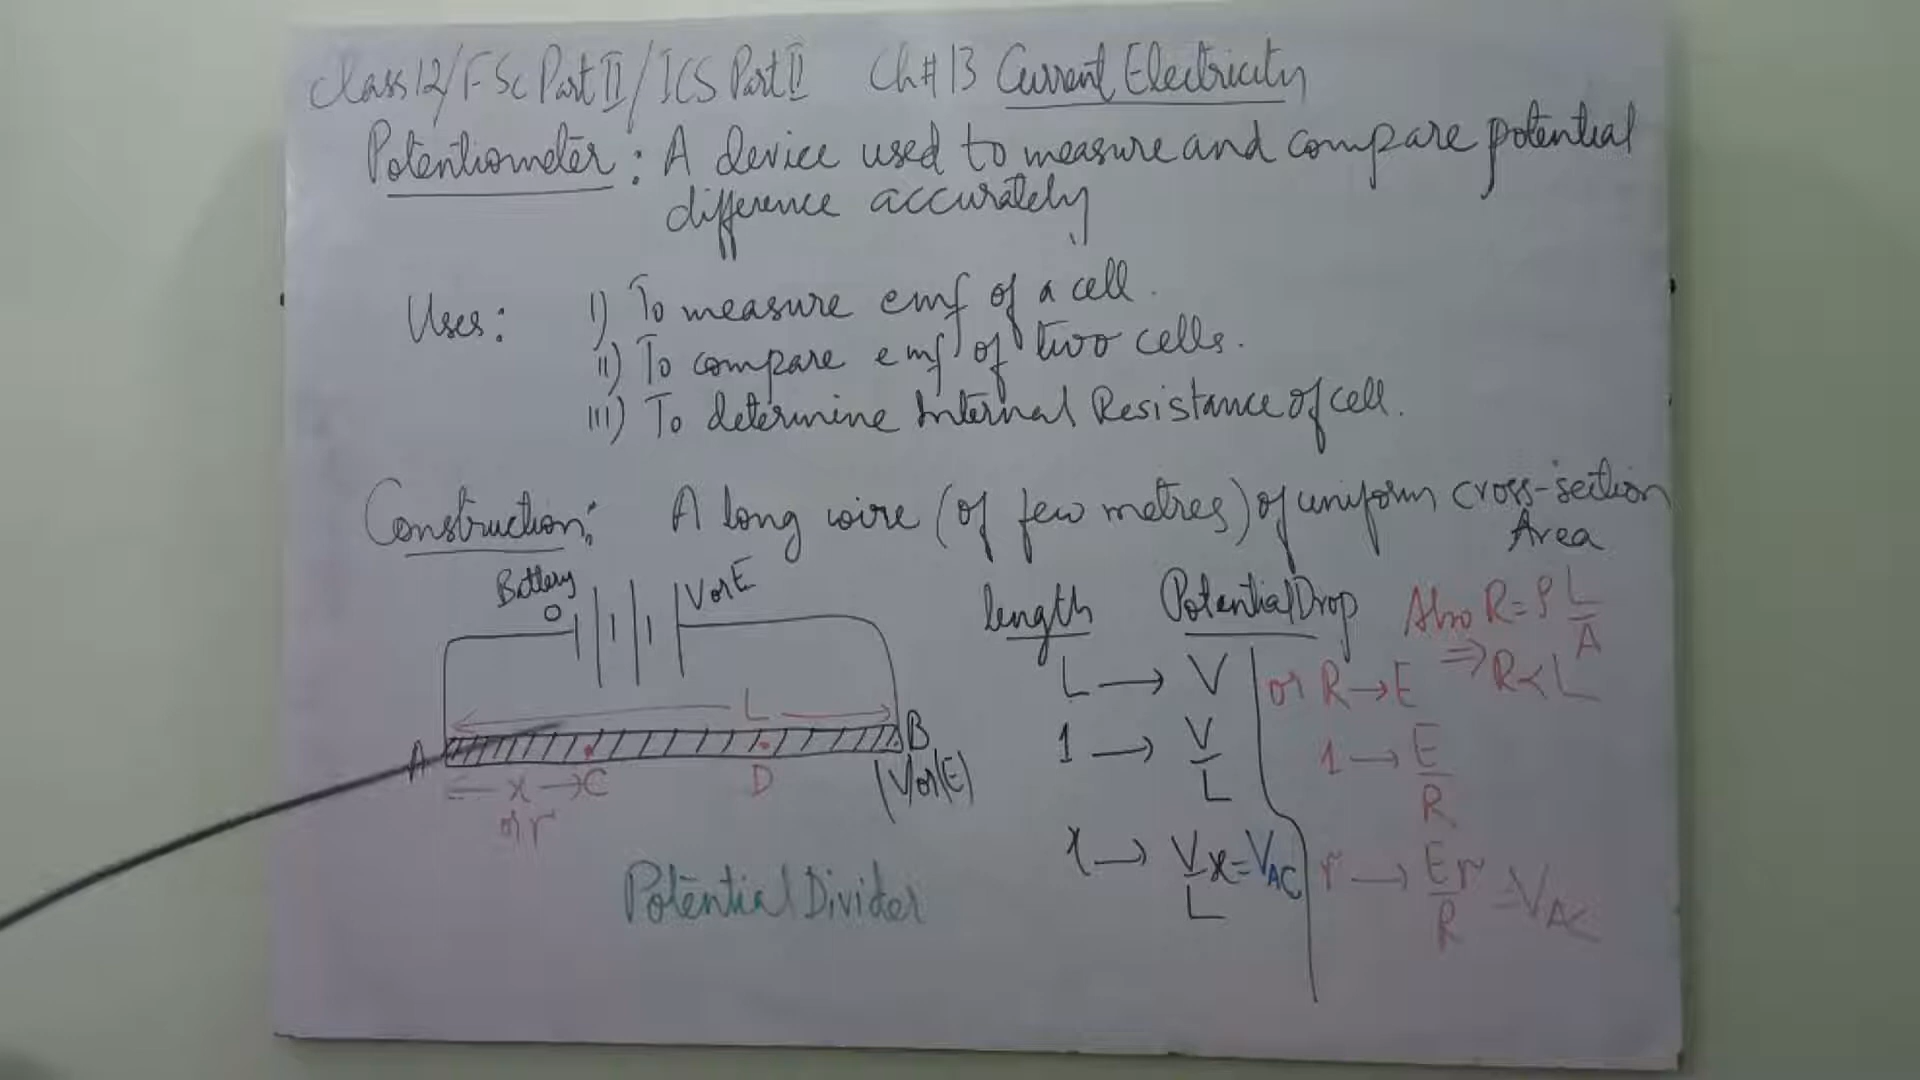 Class 12/F.Sc Part II/ICS Part II Ch#13 Current Electricity
Potentiometer: A device used to measure and compare potential
difference accurately
Uses: i) To measure emf of a cell.
ii) To compare emf of two cells.
iii) To determine Internal Resistance of cell.
Construction: A long wire (of few metres) of uniform cross-section
Area
Battery V or E
0
L
A B
x C D (V or E)
or r
Potential Divider
length Potential Drop
L → V
1 → V/L
x → V/L x = V_AC
Also R = ρ L/A
⇒ R ∝ L
or R → E
1 → E/R
r → Er/R = V_AC